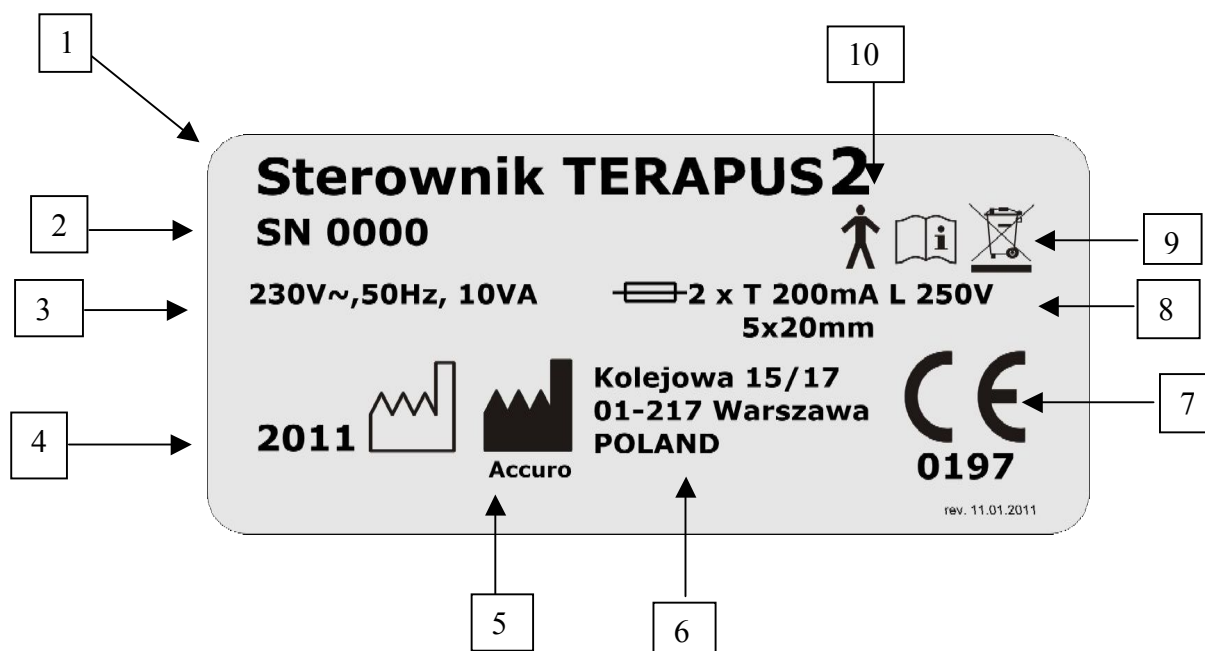 1
10
Sterownik TERAPUS2
2
SN 0000
9
3
230V~,50Hz, 10VA
2 x T 200mA L 250V
5x20mm
8
4
2011
Accuro
Kolejowa 15/17
01-217 Warszawa
POLAND
CE
0197
7
rev. 11.01.2011
5
6